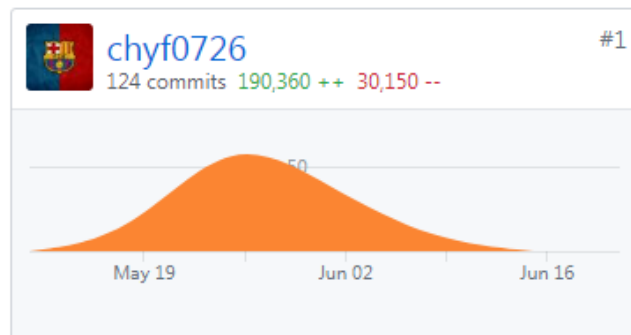 chyf0726
#1
124 commits 190,360 ++ 30,150 --
50
May 19 Jun 02 Jun 16